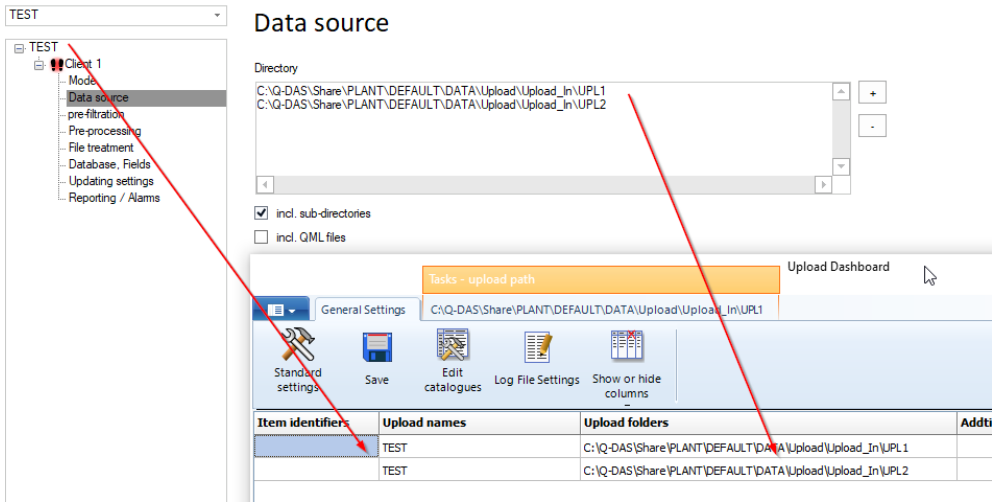 TEST
Data source
TEST
Client 1
Mode
Data source
pre-filtration
Pre-processing
File treatment
Database, Fields
Updating settings
Reporting / Alarms
Directory
C:\Q-DAS\Share\PLANT\DEFAULT\DATA\Upload\Upload_In\UPL1
C:\Q-DAS\Share\PLANT\DEFAULT\DATA\Upload\Upload_In\UPL2
+
-
incl. sub-directories
incl. QML files
Upload Dashboard
Tasks - upload path
General Settings
C:\Q-DAS\Share\PLANT\DEFAULT\DATA\Upload\Upload_In\UPL1
Standard settings
Save
Edit catalogues
Log File Settings
Show or hide columns
Item identifiers Upload names Upload folders Addti
TEST C:\Q-DAS\Share\PLANT\DEFAULT\DATA\Upload\Upload_In\UPL1
TEST C:\Q-DAS\Share\PLANT\DEFAULT\DATA\Upload\Upload_In\UPL2